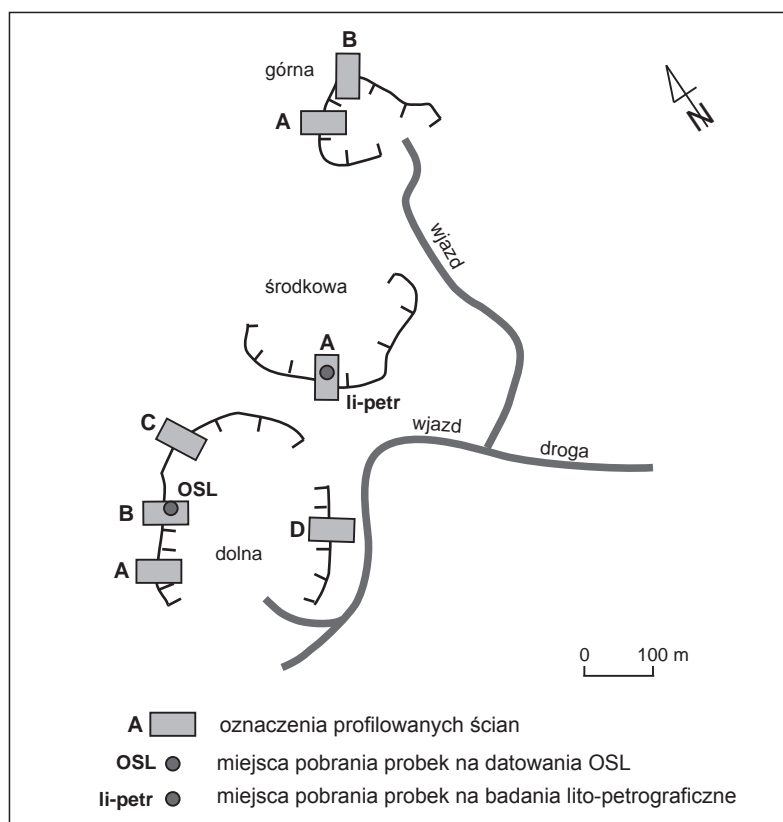 B
górna
A
N
wjazd
środkowa
A
li-petr
C
wjazd
droga
OSL
B
D
dolna
A
0 100 m
A oznaczenia profilowanych ścian
OSL miejsca pobrania probek na datowania OSL
li-petr miejsca pobrania probek na badania lito-petrograficzne